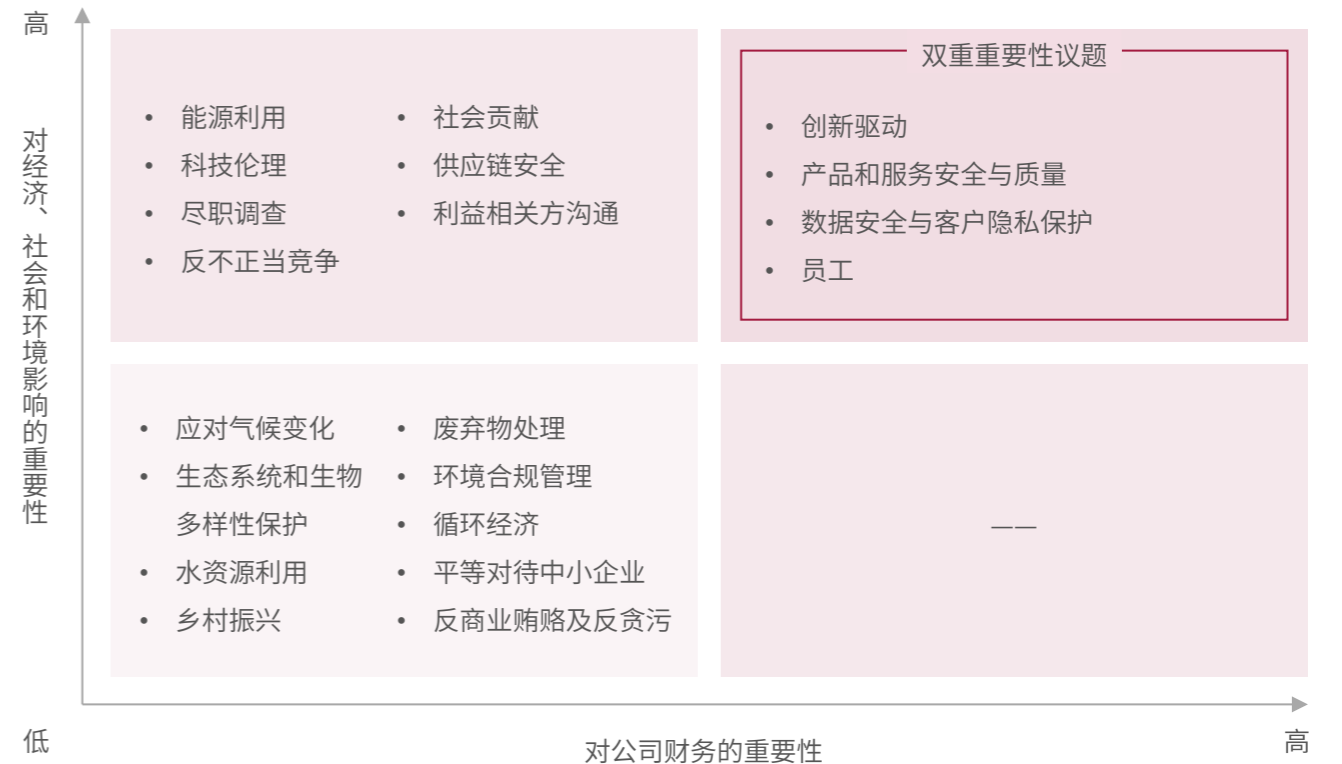 高
对经济、社会和环境影响的重要性
• 能源利用
• 科技伦理
• 尽职调查
• 反不正当竞争
• 社会贡献
• 供应链安全
• 利益相关方沟通
双重重要性议题
• 创新驱动
• 产品和服务安全与质量
• 数据安全与客户隐私保护
• 员工
• 应对气候变化
• 生态系统和生物
多样性保护
• 水资源利用
• 乡村振兴
• 废弃物处理
• 环境合规管理
• 循环经济
• 平等对待中小企业
• 反商业贿赂及反贪污
——
低
对公司财务的重要性
高